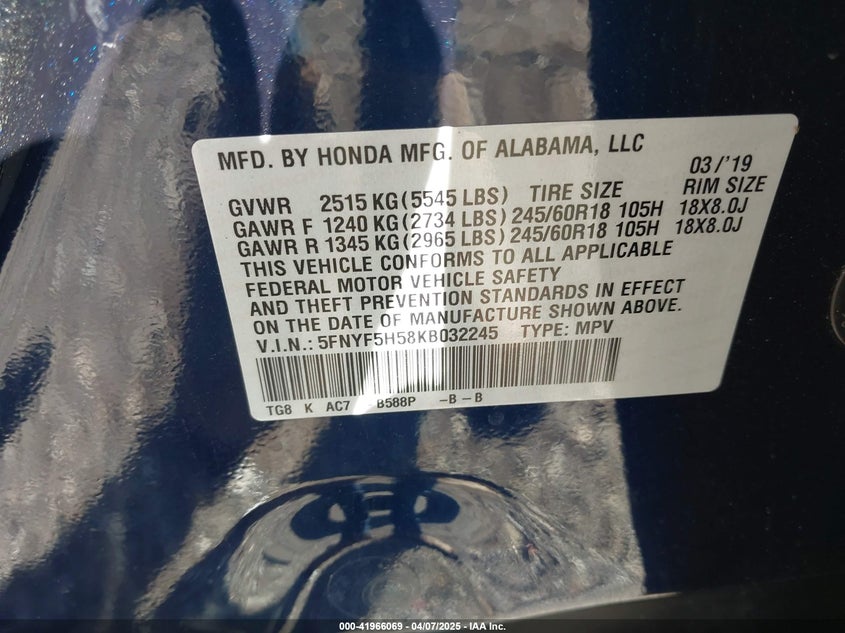 MFD. BY HONDA MFG. OF ALABAMA, LLC 03/'19
GVWR 2515 KG (5545 LBS) TIRE SIZE RIM SIZE
GAWR F 1240 KG (2734 LBS) 245/60R18 105H 18X8.0J
GAWR R 1345 KG (2965 LBS) 245/60R18 105H 18X8.0J
THIS VEHICLE CONFORMS TO ALL APPLICABLE
FEDERAL MOTOR VEHICLE SAFETY
AND THEFT PREVENTION STANDARDS IN EFFECT
ON THE DATE OF MANUFACTURE SHOWN ABOVE.
V.I.N.: 5FNYF5H58KB032245 TYPE: MPV
TG8 K AC7 B588P -B-B
000-41966069 - 04/07/2025 - IAA Inc.